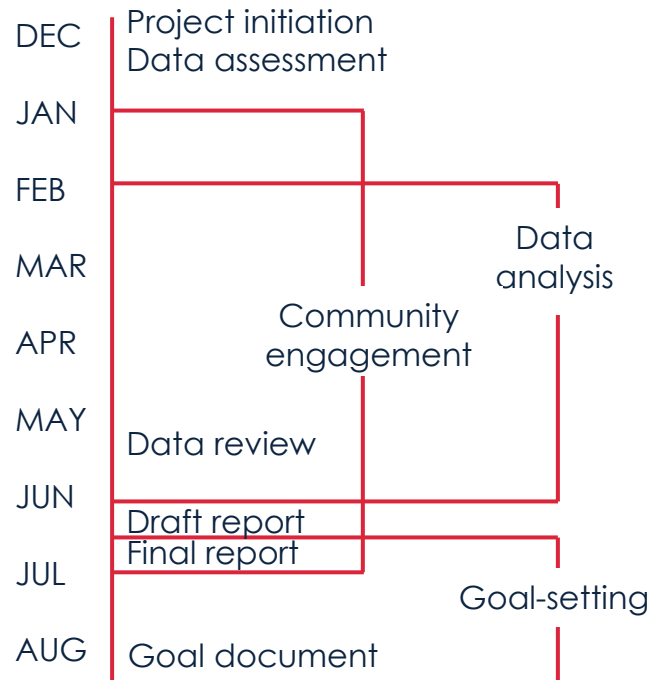 DEC
Project initiation
Data assessment
JAN
FEB
Data
analysis
MAR
Community
engagement
APR
MAY
Data review
JUN
Draft report
Final report
JUL
Goal-setting
AUG
Goal document